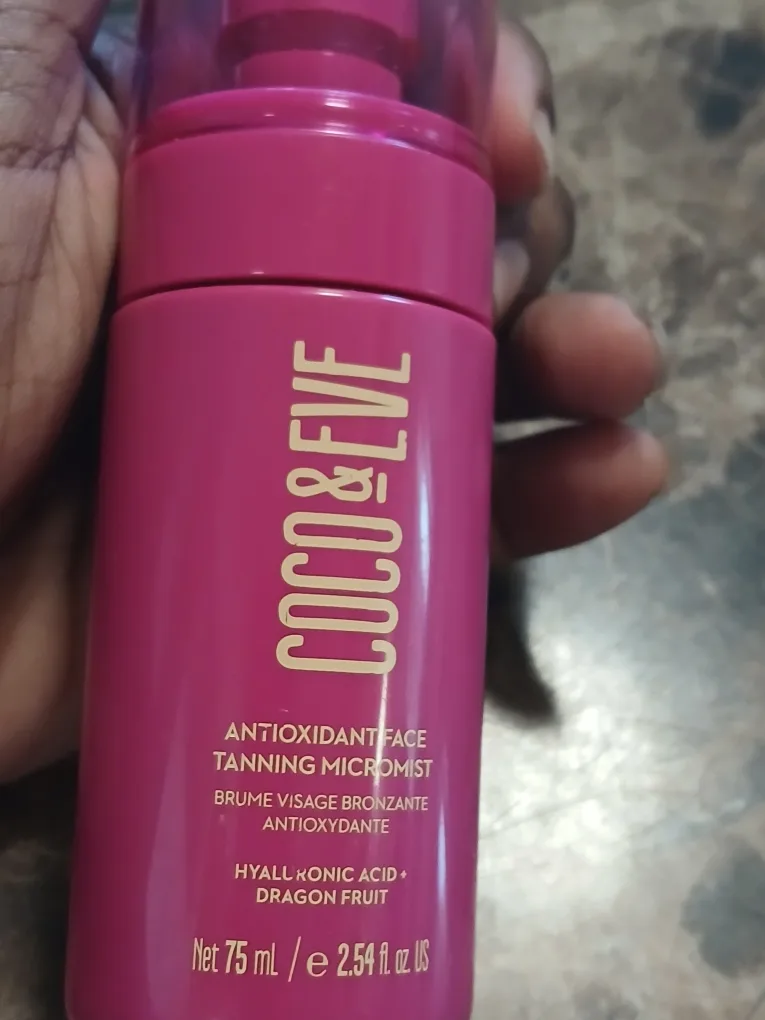 COCO & EVE
ANTIOXIDANT FACE
TANNING MICROMIST
BRUME VISAGE BRONZANTE
ANTIOXYDANTE
HYALURONIC ACID +
DRAGON FRUIT
Net 75 mL / e 2.54 fl. oz. US